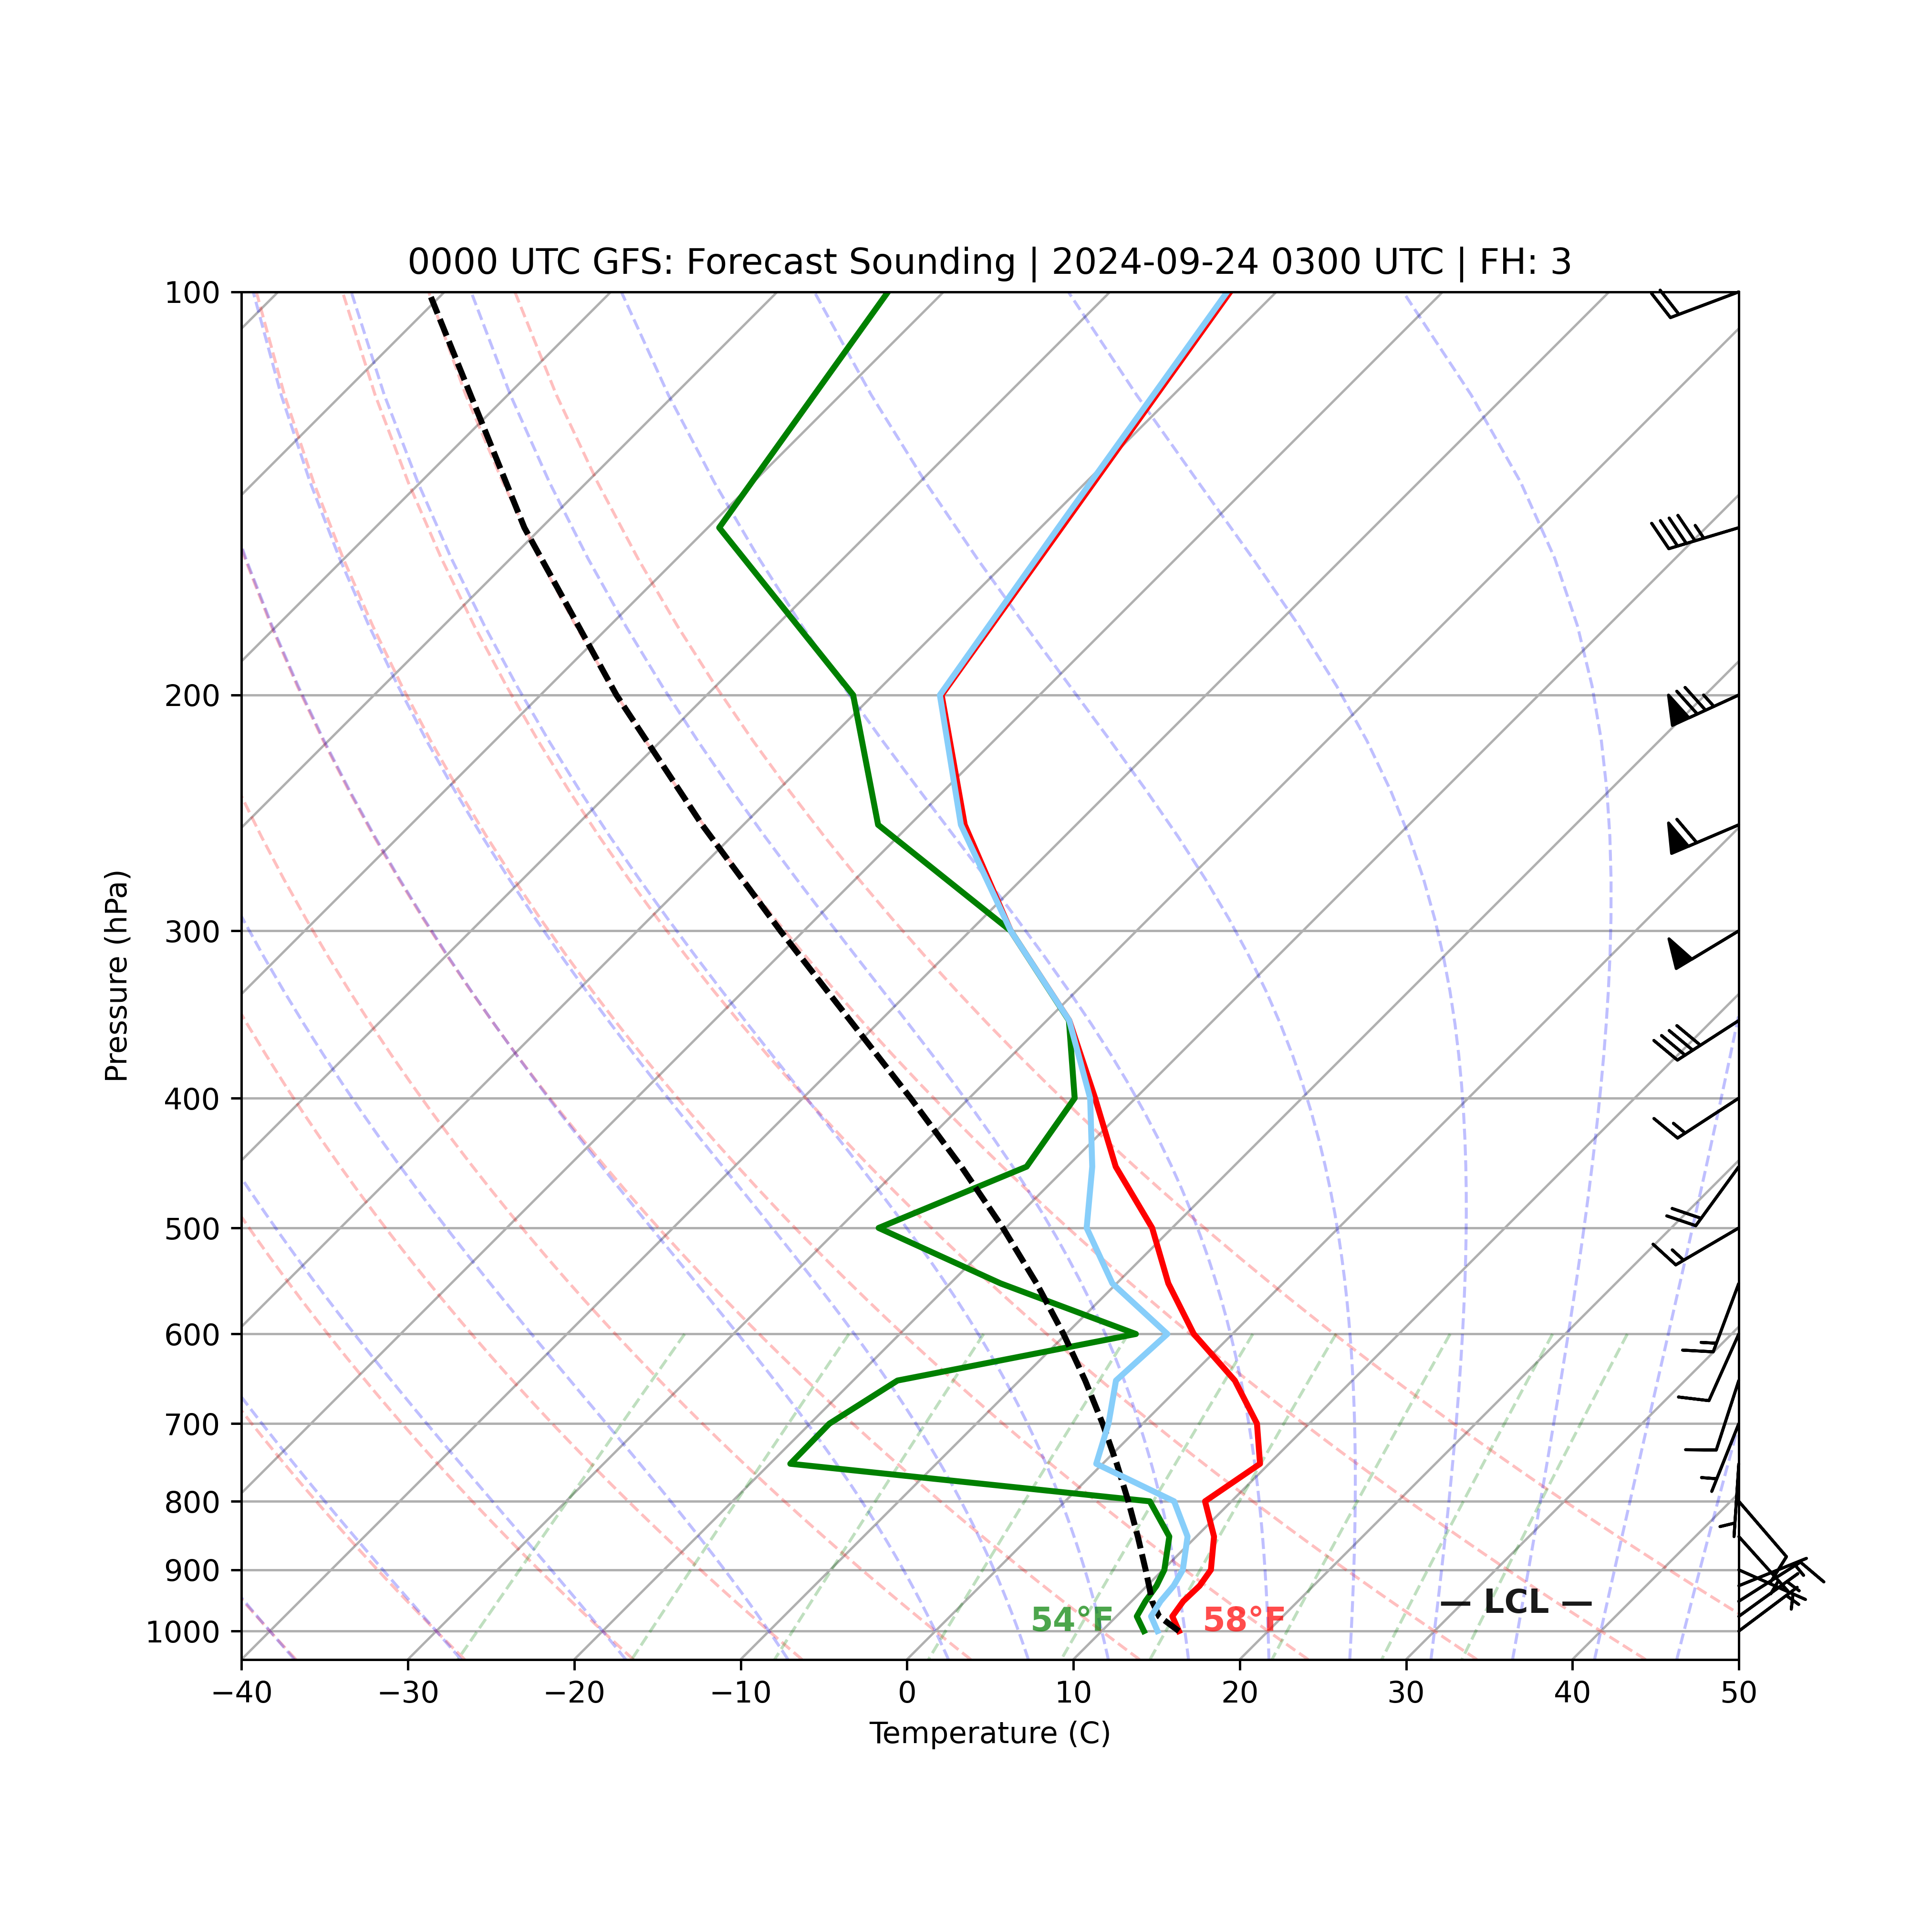 0000 UTC GFS: Forecast Sounding | 2024-09-24 0300 UTC | FH: 3
100
200
300
400
500
600
700
800
900
1000
Pressure (hPa)
54°F
58°F
— LCL —
−40 −30 −20 −10 0 10 20 30 40 50
Temperature (C)